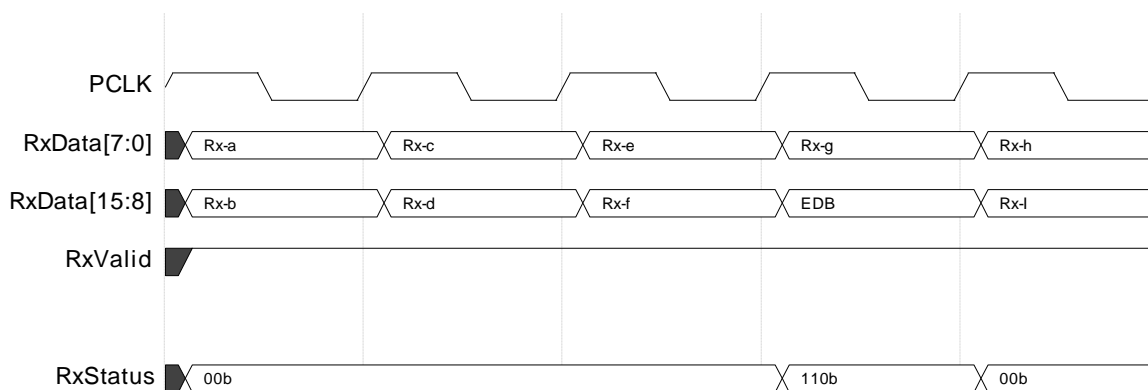 PCLK
RxData[7:0] Rx-a Rx-c Rx-e Rx-g Rx-h
RxData[15:8] Rx-b Rx-d Rx-f EDB Rx-I
RxValid
RxStatus 00b 110b 00b